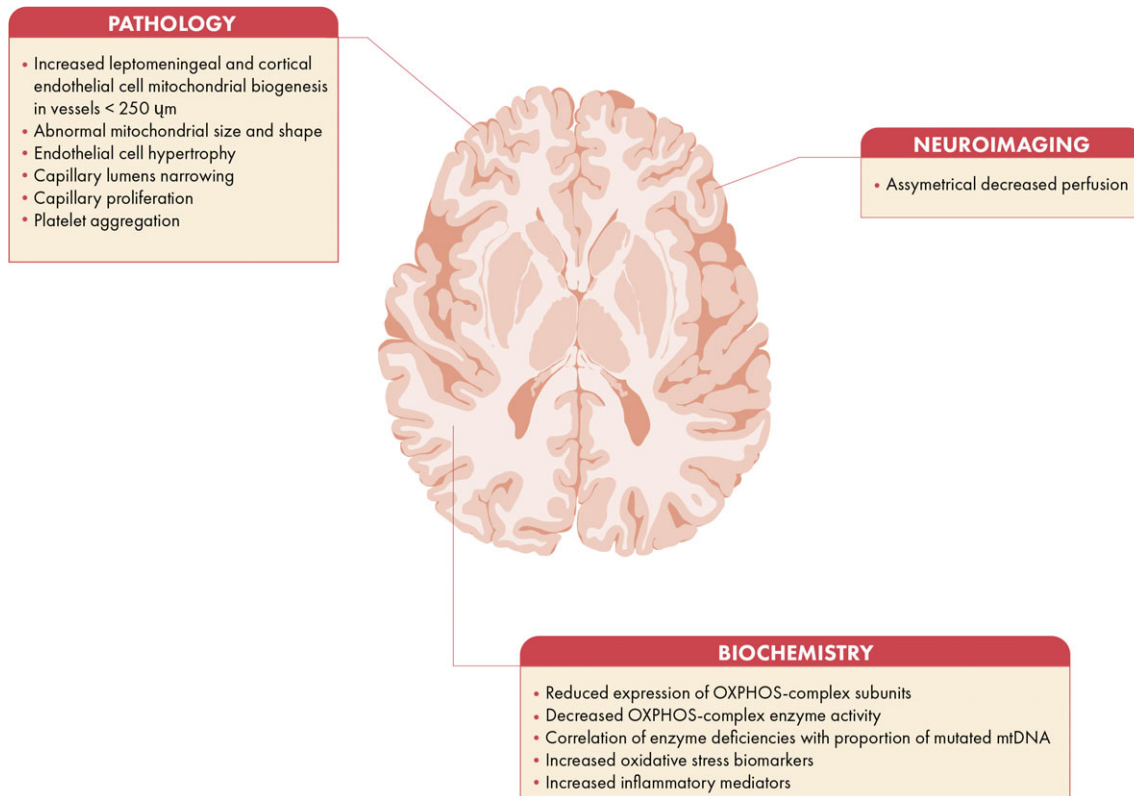 PATHOLOGY
• Increased leptomeningeal and cortical
endothelial cell mitochondrial biogenesis
in vessels < 250 ųm
• Abnormal mitochondrial size and shape
• Endothelial cell hypertrophy
• Capillary lumens narrowing
• Capillary proliferation
• Platelet aggregation
NEUROIMAGING
• Assymetrical decreased perfusion
BIOCHEMISTRY
• Reduced expression of OXPHOS-complex subunits
• Decreased OXPHOS-complex enzyme activity
• Correlation of enzyme deficiencies with proportion of mutated mtDNA
• Increased oxidative stress biomarkers
• Increased inflammatory mediators